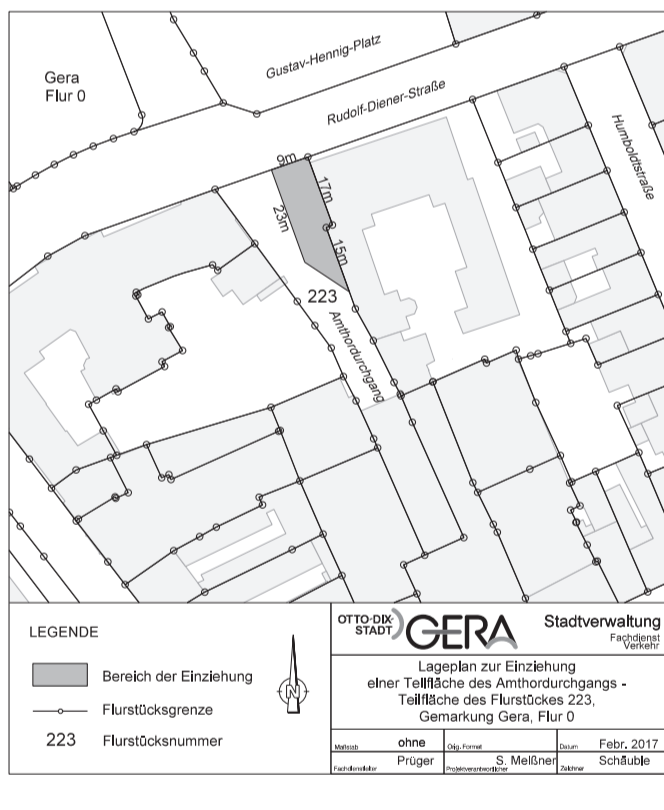 Gera
Flur 0
Gustav-Hennig-Platz
Rudolf-Diener-Straße
Humboldtstraße
9m
17m
23m
15m
223
Amthordurchgang
LEGENDE
Bereich der Einziehung
Flurstücksgrenze
223 Flurstücksnummer
N
OTTO-DIX-
STADT
GERA
Stadtverwaltung
Fachdienst
Verkehr
Lageplan zur Einziehung
einer Teilfläche des Amthordurchgangs -
Teilfläche des Flurstückes 223,
Gemarkung Gera, Flur 0
Maßstab ohne Orig. Format Datum Febr. 2017
Fachdienstleiter Prüger Projektverantwortlicher S. Meißner Zeichner Schäuble